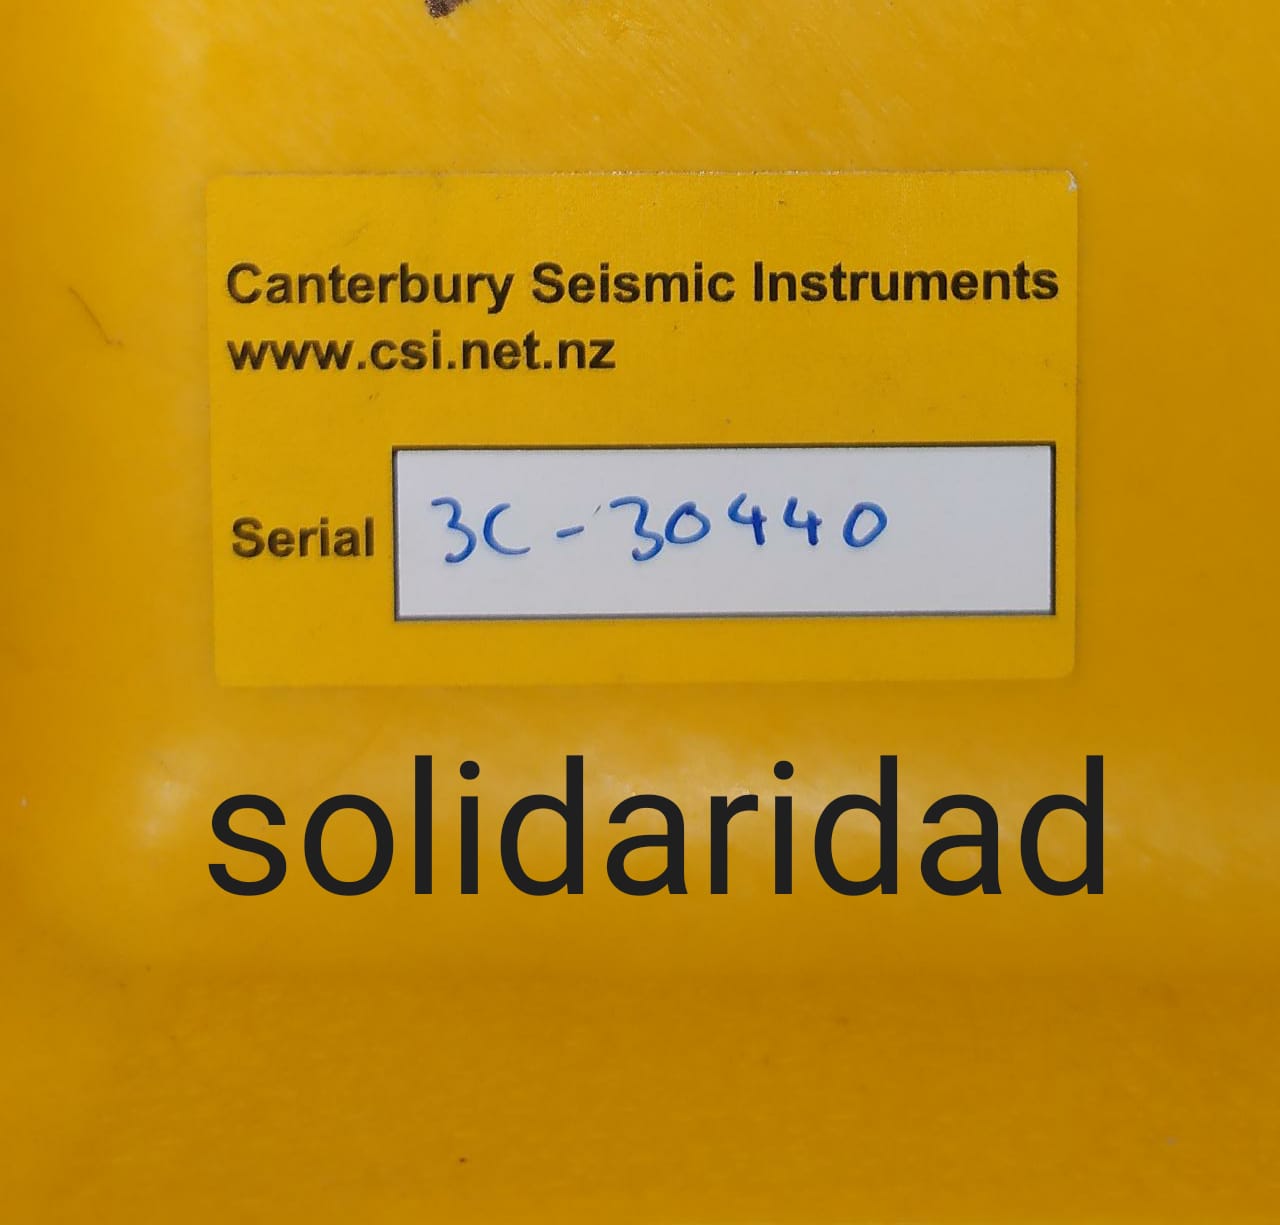 Canterbury Seismic Instruments
www.csi.net.nz
Serial 3C-30440
solidaridad